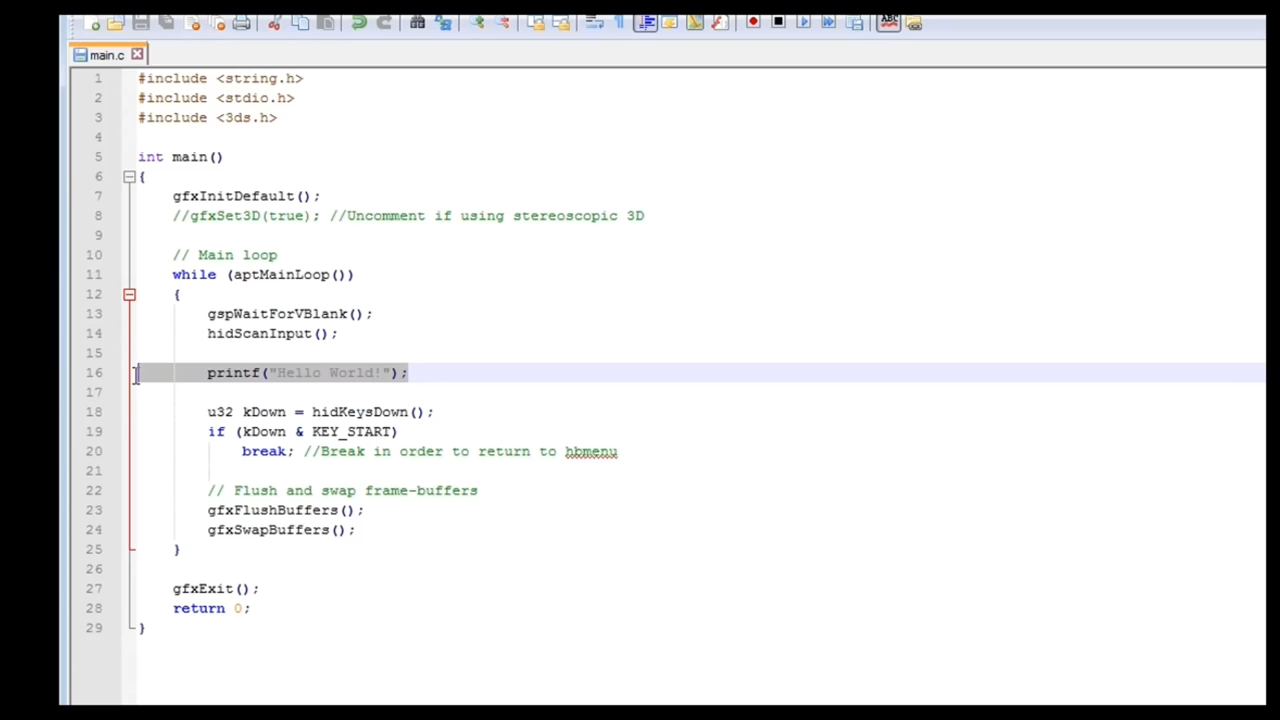 ABC
main.c
1 #include <string.h>
2 #include <stdio.h>
3 #include <3ds.h>
4
5 int main()
6 {
7 gfxInitDefault();
8 //gfxSet3D(true); //Uncomment if using stereoscopic 3D
9
10 // Main loop
11 while (aptMainLoop())
12 {
13 gspWaitForVBlank();
14 hidScanInput();
15
16 printf("Hello World!");
17
18 u32 kDown = hidKeysDown();
19 if (kDown & KEY_START)
20 break; //Break in order to return to hbmenu
21
22 // Flush and swap frame-buffers
23 gfxFlushBuffers();
24 gfxSwapBuffers();
25 }
26
27 gfxExit();
28 return 0;
29 }